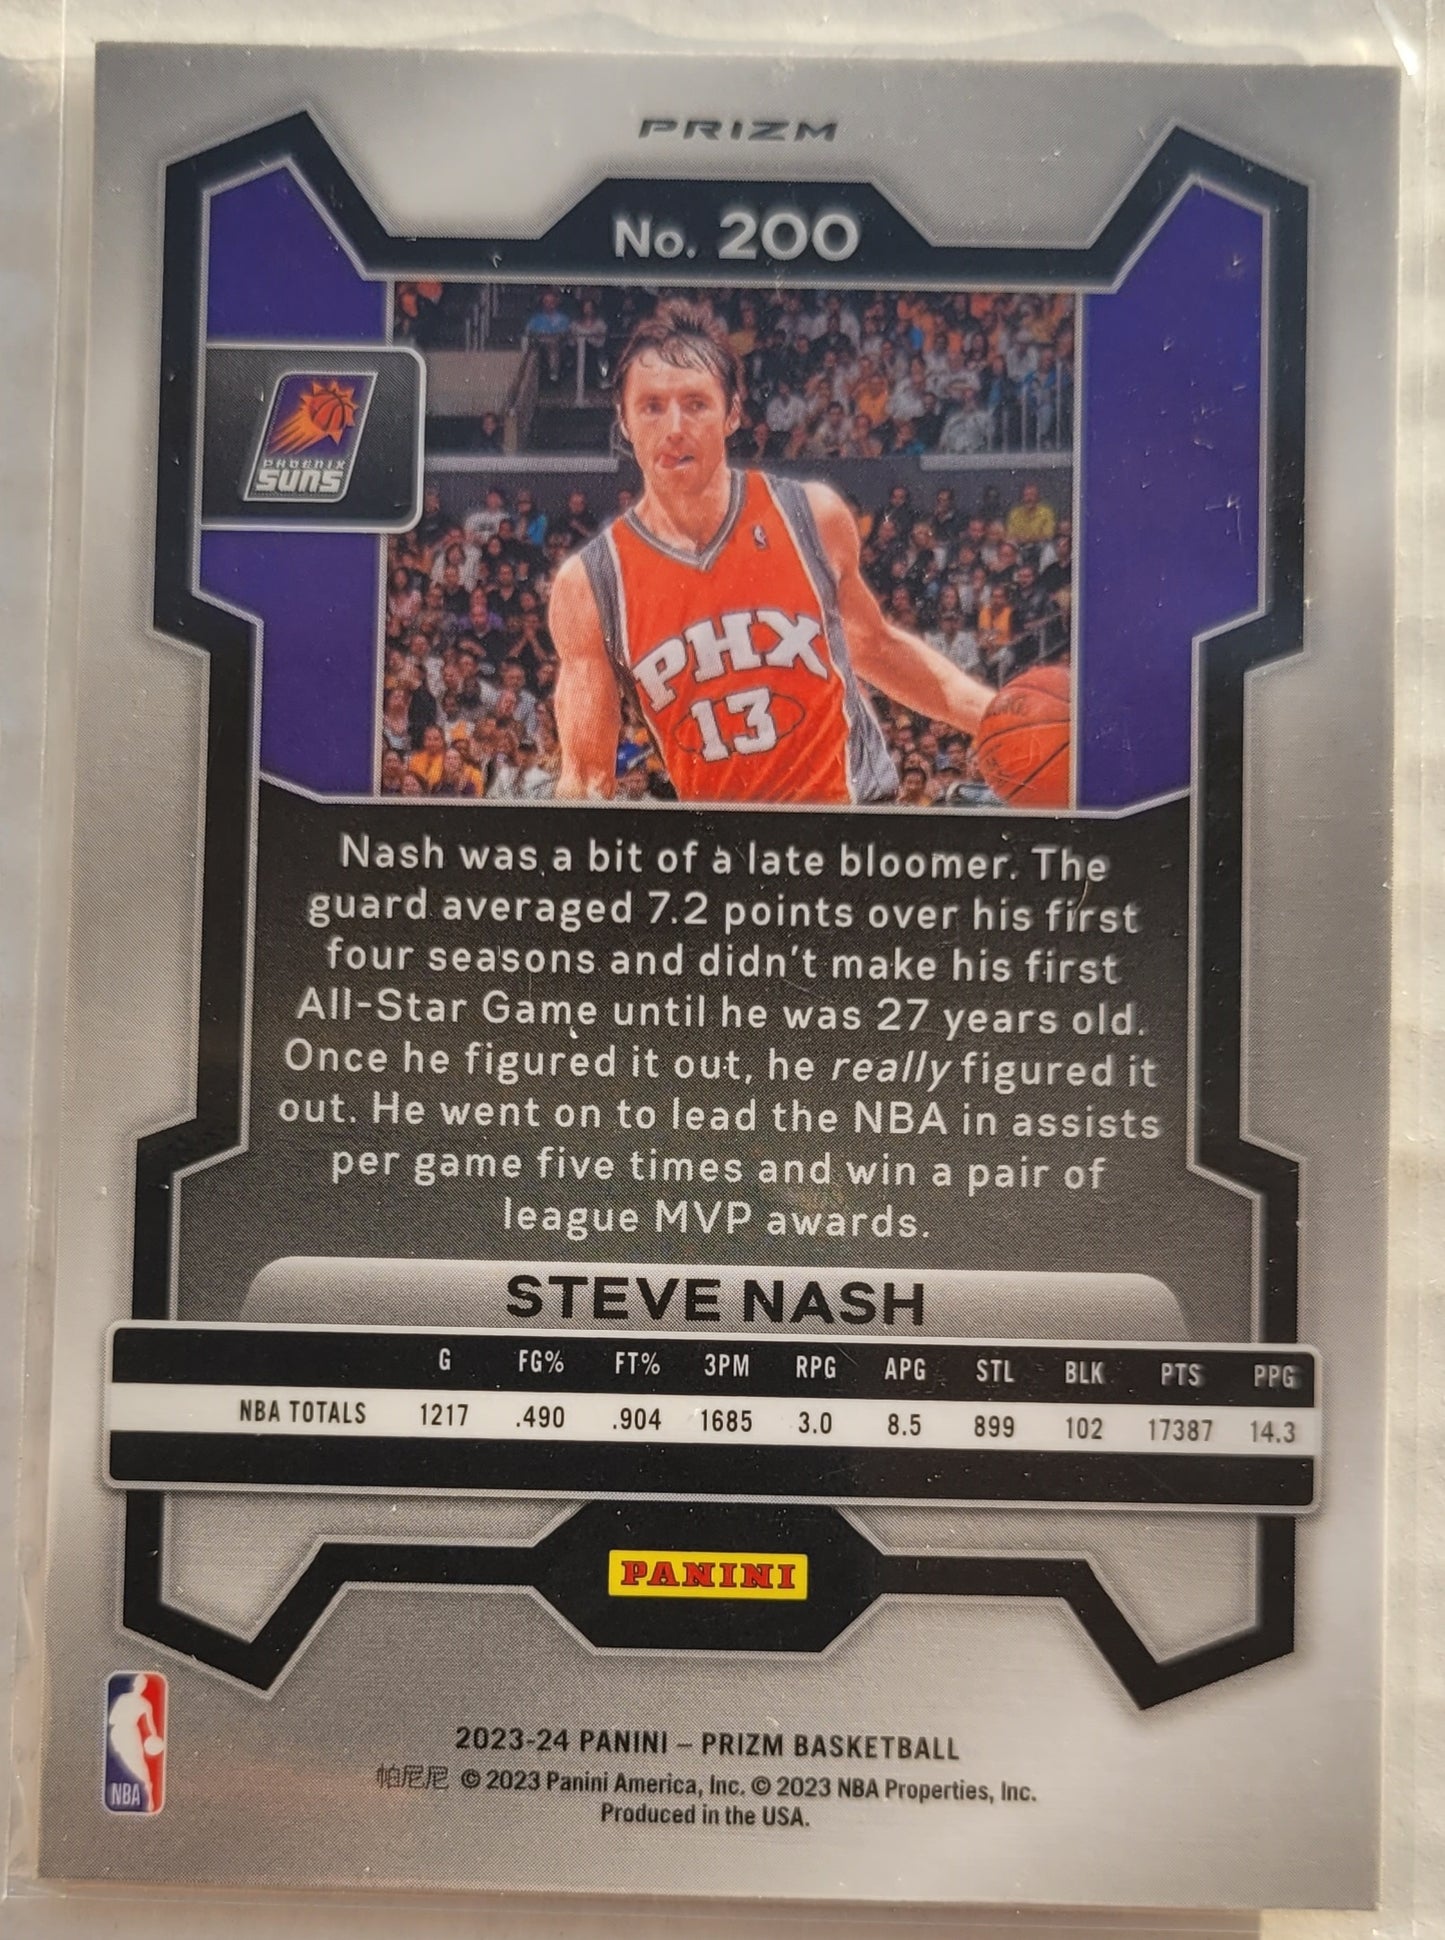 PRIZM
No. 200
PHOENIX
SUNS
PHX
13
Nash was a bit of a late bloomer. The
guard averaged 7.2 points over his first
four seasons and didn't make his first
All-Star Game until he was 27 years old.
Once he figured it out, he really figured it
out. He went on to lead the NBA in assists
per game five times and win a pair of
league MVP awards.
STEVE NASH
G FG% FT% 3PM RPG APG STL BLK PTS PPG
NBA TOTALS 1217 .490 .904 1685 3.0 8.5 899 102 17387 14.3
PANINI
NBA
2023-24 PANINI – PRIZM BASKETBALL
帕尼尼 © 2023 Panini America, Inc. © 2023 NBA Properties, Inc.
Produced in the USA.